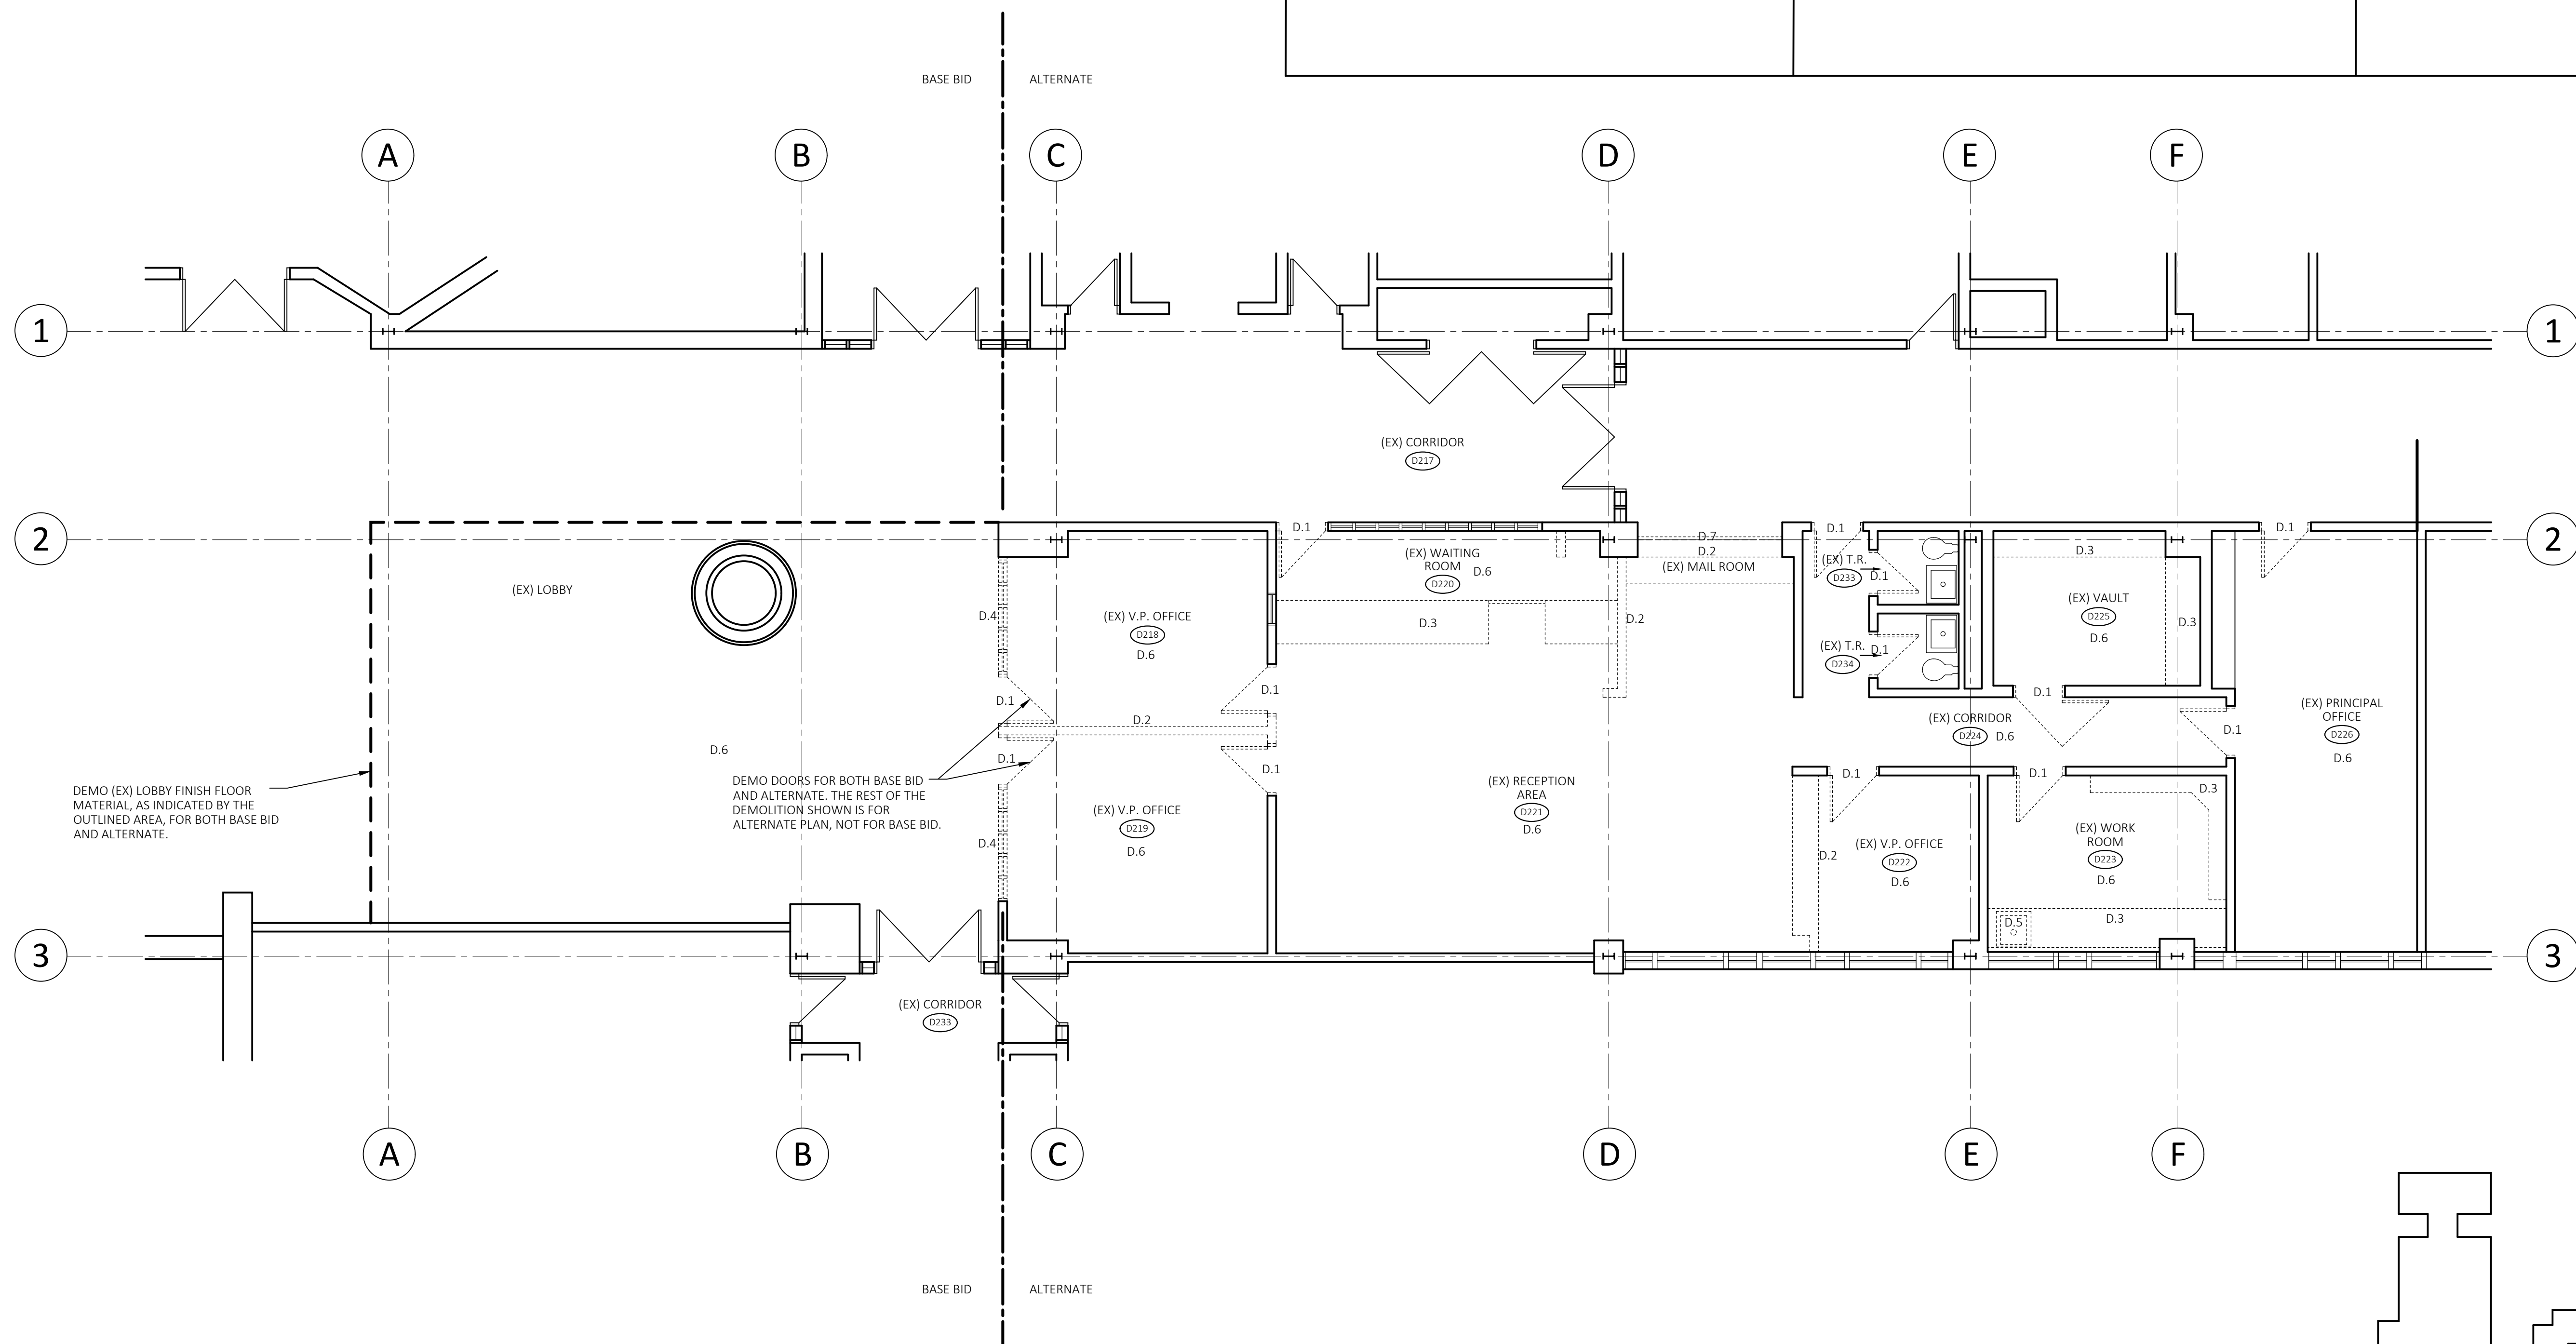 BASE BID
ALTERNATE
A
B
C
D
E
F
1
1
(EX) CORRIDOR
D217
2
2
D.1
D.7
D.1
D.1
(EX) WAITING
ROOM
D220
D.6
D.2
(EX) MAIL ROOM
(EX) T.R.
D233
D.1
D.3
(EX) LOBBY
D.4
(EX) V.P. OFFICE
D218
D.6
D.3
D.2
(EX) VAULT
D225
D.6
D.3
(EX) T.R.
D234
D.1
D.1
D.1
D.1
D.2
(EX) CORRIDOR
D224
D.6
D.1
(EX) PRINCIPAL
OFFICE
D226
D.6
D.6
D.1
D.1
D.1
D.1
DEMO (EX) LOBBY FINISH FLOOR
MATERIAL, AS INDICATED BY THE
OUTLINED AREA, FOR BOTH BASE BID
AND ALTERNATE.
DEMO DOORS FOR BOTH BASE BID
AND ALTERNATE. THE REST OF THE
DEMOLITION SHOWN IS FOR
ALTERNATE PLAN, NOT FOR BASE BID.
D.4
(EX) V.P. OFFICE
D219
D.6
(EX) RECEPTION
AREA
D221
D.6
D.2
(EX) V.P. OFFICE
D222
D.6
D.3
(EX) WORK
ROOM
D223
D.6
D.5
D.3
3
3
(EX) CORRIDOR
D233
A
B
C
D
E
F
BASE BID
ALTERNATE